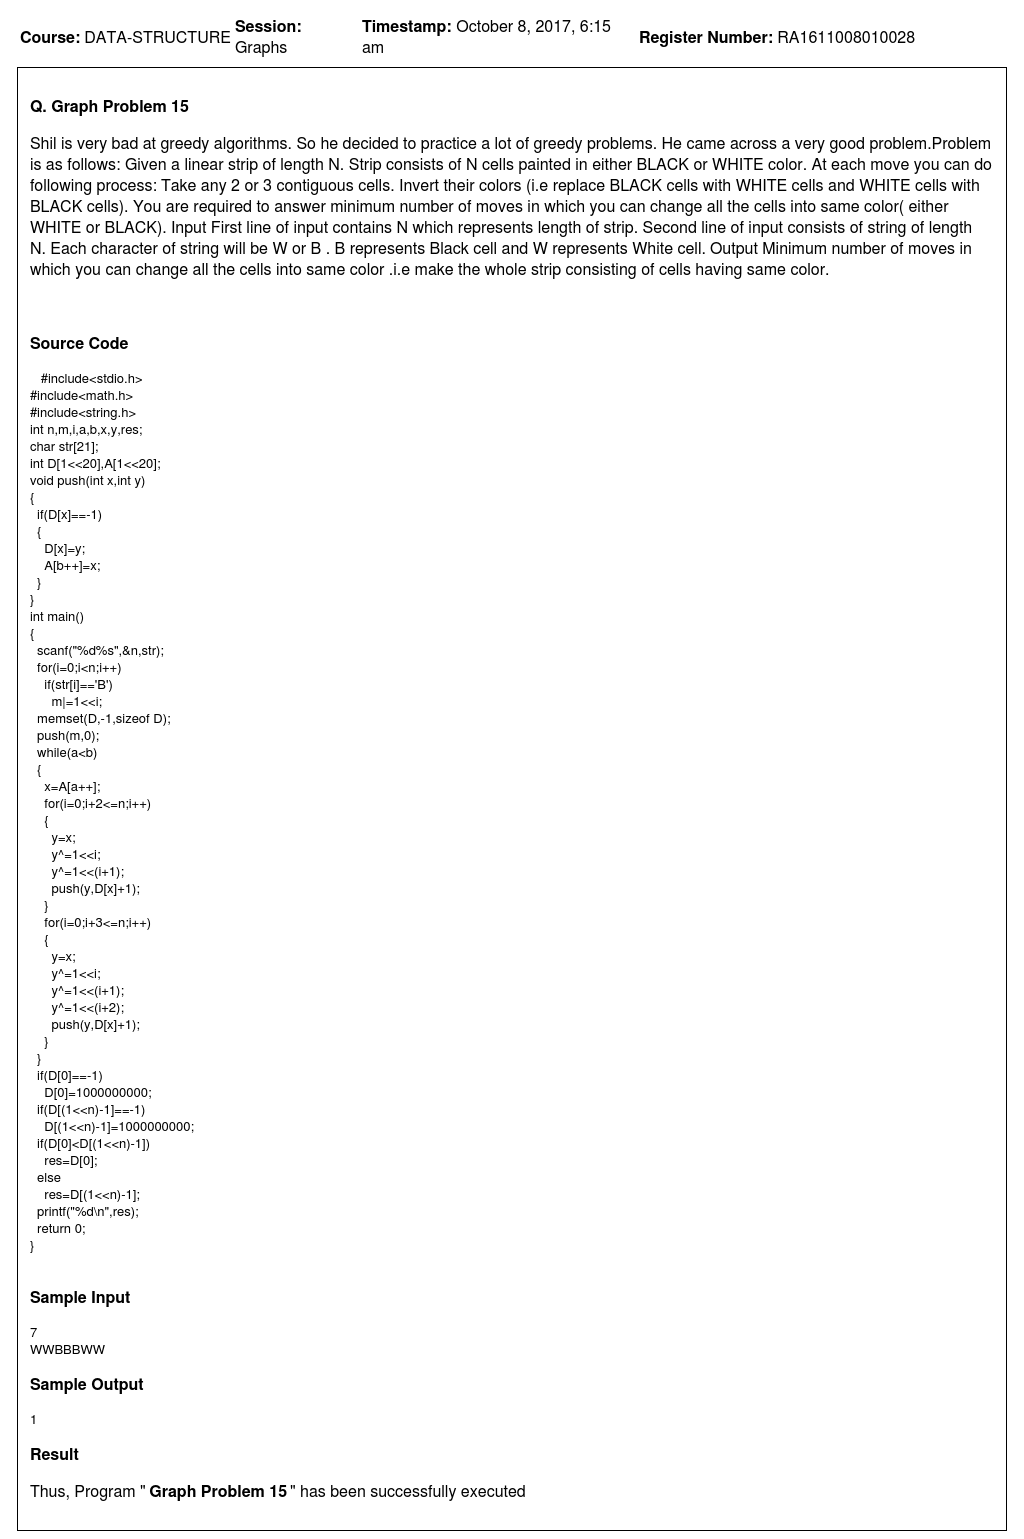 Course: DATA-STRUCTURE Session: Graphs Timestamp: October 8, 2017, 6:15 am Register Number: RA1611008010028
Q. Graph Problem 15
Shil is very bad at greedy algorithms. So he decided to practice a lot of greedy problems. He came across a very good problem.Problem
is as follows: Given a linear strip of length N. Strip consists of N cells painted in either BLACK or WHITE color. At each move you can do
following process: Take any 2 or 3 contiguous cells. Invert their colors (i.e replace BLACK cells with WHITE cells and WHITE cells with
BLACK cells). You are required to answer minimum number of moves in which you can change all the cells into same color( either
WHITE or BLACK). Input First line of input contains N which represents length of strip. Second line of input consists of string of length
N. Each character of string will be W or B . B represents Black cell and W represents White cell. Output Minimum number of moves in
which you can change all the cells into same color .i.e make the whole strip consisting of cells having same color.
Source Code
#include<stdio.h>
#include<math.h>
#include<string.h>
int n,m,i,a,b,x,y,res;
char str[21];
int D[1<<20],A[1<<20];
void push(int x,int y)
{
if(D[x]==-1)
{
D[x]=y;
A[b++]=x;
}
}
int main()
{
scanf("%d%s",&n,str);
for(i=0;i<n;i++)
if(str[i]=='B')
m|=1<<i;
memset(D,-1,sizeof D);
push(m,0);
while(a<b)
{
x=A[a++];
for(i=0;i+2<=n;i++)
{
y=x;
y^=1<<i;
y^=1<<(i+1);
push(y,D[x]+1);
}
for(i=0;i+3<=n;i++)
{
y=x;
y^=1<<i;
y^=1<<(i+1);
y^=1<<(i+2);
push(y,D[x]+1);
}
}
if(D[0]==-1)
D[0]=1000000000;
if(D[(1<<n)-1]==-1)
D[(1<<n)-1]=1000000000;
if(D[0]<D[(1<<n)-1])
res=D[0];
else
res=D[(1<<n)-1];
printf("%d\n",res);
return 0;
}
Sample Input
7
WWBBBWW
Sample Output
1
Result
Thus, Program " Graph Problem 15 " has been successfully executed